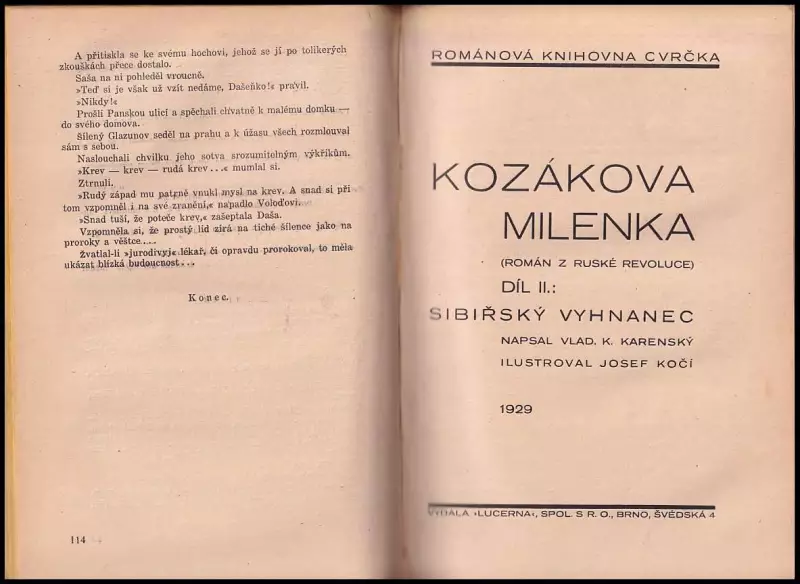 A přitiskla se ke svému hochovi, jehož se jí po tolikerých
zkouškách přece dostalo.
Saša na ni pohleděl vroucně.
»Teď si je však už vzít nedáme, Dašeňko!« pravil.
»Nikdy!«
Prošli Panskou ulicí a spěchali chvatně k malému domku —
do svého domova.
Šílený Glazunov seděl na prahu a k úžasu všech rozmlouval
sám s sebou.
Naslouchali chvilku jeho sotva srozumitelným výkřikům.
»Krev — krev — rudá krev...« mumlal si.
Ztrnuli.
»Rudý západ mu patrně vnukl mysl na krev. A snad si při
tom vzpomněl i na své zranění,« napadlo Voloďovi.
»Snad tuší, že poteče krev,« zašeptala Daša.
Vzpomněla si, že prostý lid zírá na tiché šílence jako na
proroky a věštce....
Žvatlal-li »jurodivyj« lékař, či opravdu prorokoval, to měla
ukázat blízká budoucnost...
Konec.
114
ROMÁNOVÁ KNIHOVNA CVRČKA
KOZÁKOVA
MILENKA
(ROMÁN Z RUSKÉ REVOLUCE)
DÍL II.:
SIBIŘSKÝ VYHNANEC
NAPSAL VLAD. K. KARENSKÝ
ILUSTROVAL JOSEF KOČÍ
1929
VYDALA »LUCERNA«, SPOL. S R. O., BRNO, ŠVÉDSKÁ 4